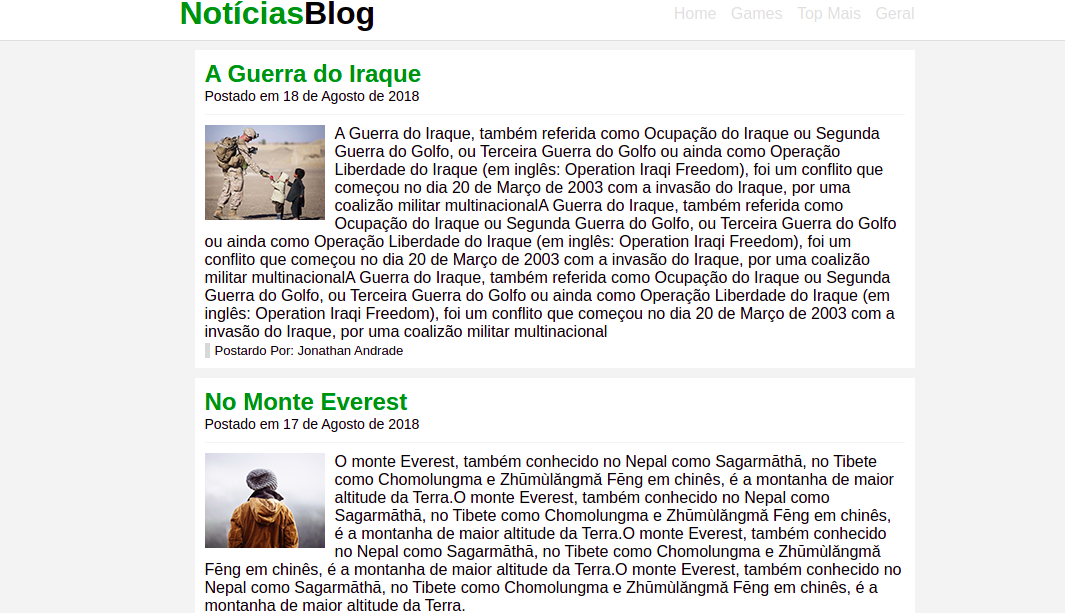 NotíciasBlog
Home Games Top Mais Geral
A Guerra do Iraque
Postado em 18 de Agosto de 2018
A Guerra do Iraque, também referida como Ocupação do Iraque ou Segunda
Guerra do Golfo, ou Terceira Guerra do Golfo ou ainda como Operação
Liberdade do Iraque (em inglês: Operation Iraqi Freedom), foi um conflito que
começou no dia 20 de Março de 2003 com a invasão do Iraque, por uma
coalizão militar multinacionalA Guerra do Iraque, também referida como
Ocupação do Iraque ou Segunda Guerra do Golfo, ou Terceira Guerra do Golfo
ou ainda como Operação Liberdade do Iraque (em inglês: Operation Iraqi Freedom), foi um
conflito que começou no dia 20 de Março de 2003 com a invasão do Iraque, por uma coalizão
militar multinacionalA Guerra do Iraque, também referida como Ocupação do Iraque ou Segunda
Guerra do Golfo, ou Terceira Guerra do Golfo ou ainda como Operação Liberdade do Iraque (em
inglês: Operation Iraqi Freedom), foi um conflito que começou no dia 20 de Março de 2003 com a
invasão do Iraque, por uma coalizão militar multinacional
Postardo Por: Jonathan Andrade
No Monte Everest
Postado em 17 de Agosto de 2018
O monte Everest, também conhecido no Nepal como Sagarmāthā, no Tibete
como Chomolungma e Zhūmùlǎngmǎ Fēng em chinês, é a montanha de maior
altitude da Terra.O monte Everest, também conhecido no Nepal como
Sagarmāthā, no Tibete como Chomolungma e Zhūmùlǎngmǎ Fēng em chinês,
é a montanha de maior altitude da Terra.O monte Everest, também conhecido
no Nepal como Sagarmāthā, no Tibete como Chomolungma e Zhūmùlǎngmǎ
Fēng em chinês, é a montanha de maior altitude da Terra.O monte Everest, também conhecido no
Nepal como Sagarmāthā, no Tibete como Chomolungma e Zhūmùlǎngmǎ Fēng em chinês, é a
montanha de maior altitude da Terra.